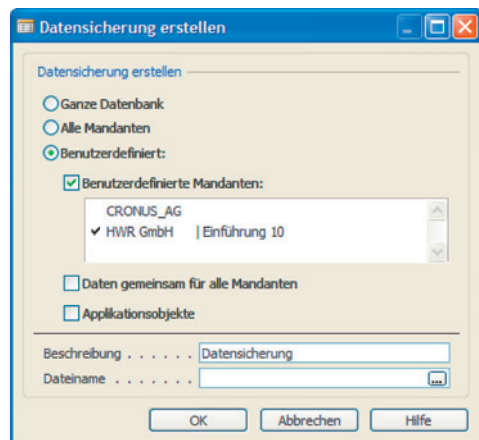 Datensicherung erstellen
Datensicherung erstellen
Ganze Datenbank
Alle Mandanten
Benutzerdefiniert:
Benutzerdefinierte Mandanten:
CRONUS_AG
HWR GmbH | Einführung 10
Daten gemeinsam für alle Mandanten
Applikationsobjekte
Beschreibung . . . . . . Datensicherung
Dateiname . . . . . . . ...
OK Abbrechen Hilfe